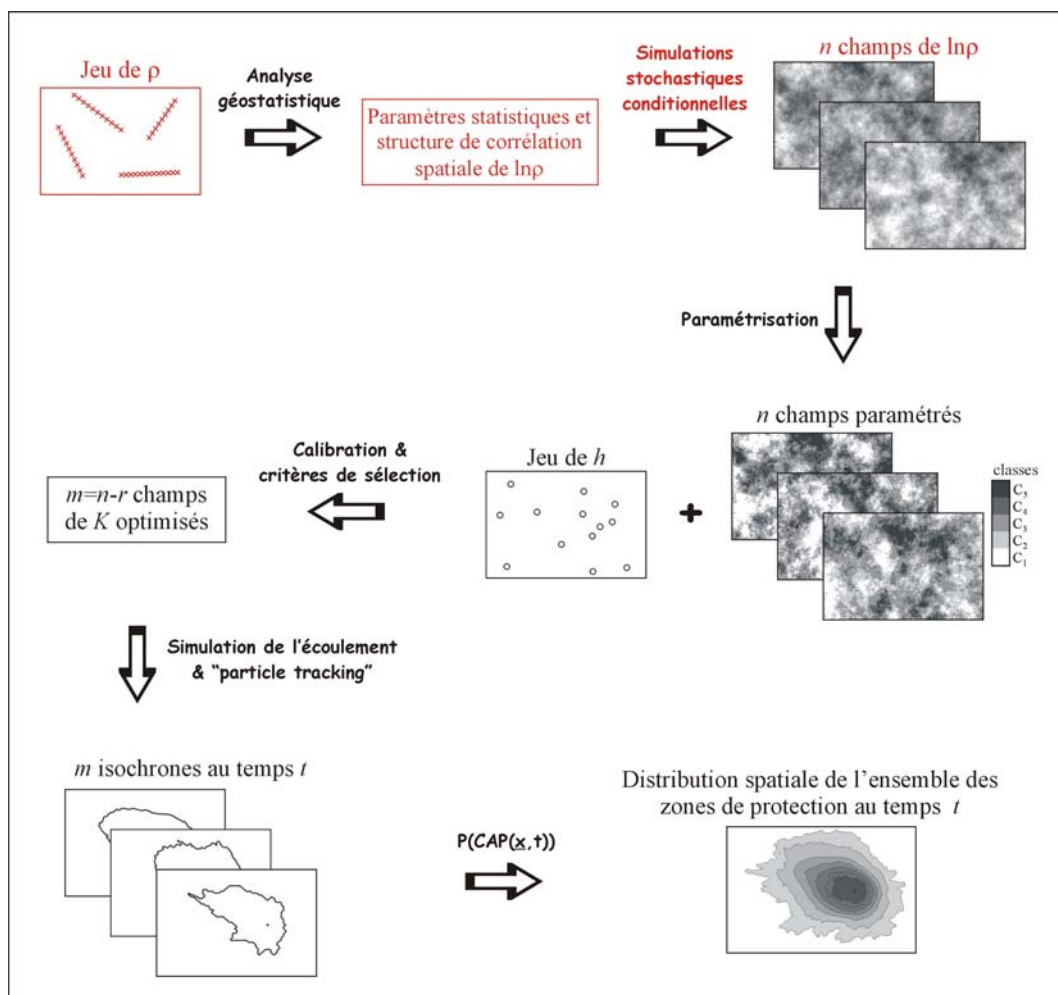 Jeu de ρ
Analyse
géostatistique
Paramètres statistiques et
structure de corrélation
spatiale de lnρ
Simulations
stochastiques
conditionnelles
n champs de lnρ
Paramétrisation
n champs paramétrés
classes
C5
C4
C3
C2
C1
+
Jeu de h
Calibration &
critères de sélection
m=n-r champs
de K optimisés
Simulation de l'écoulement
& "particle tracking"
m isochrones au temps t
P(CAP(x,t))
Distribution spatiale de l'ensemble des
zones de protection au temps t